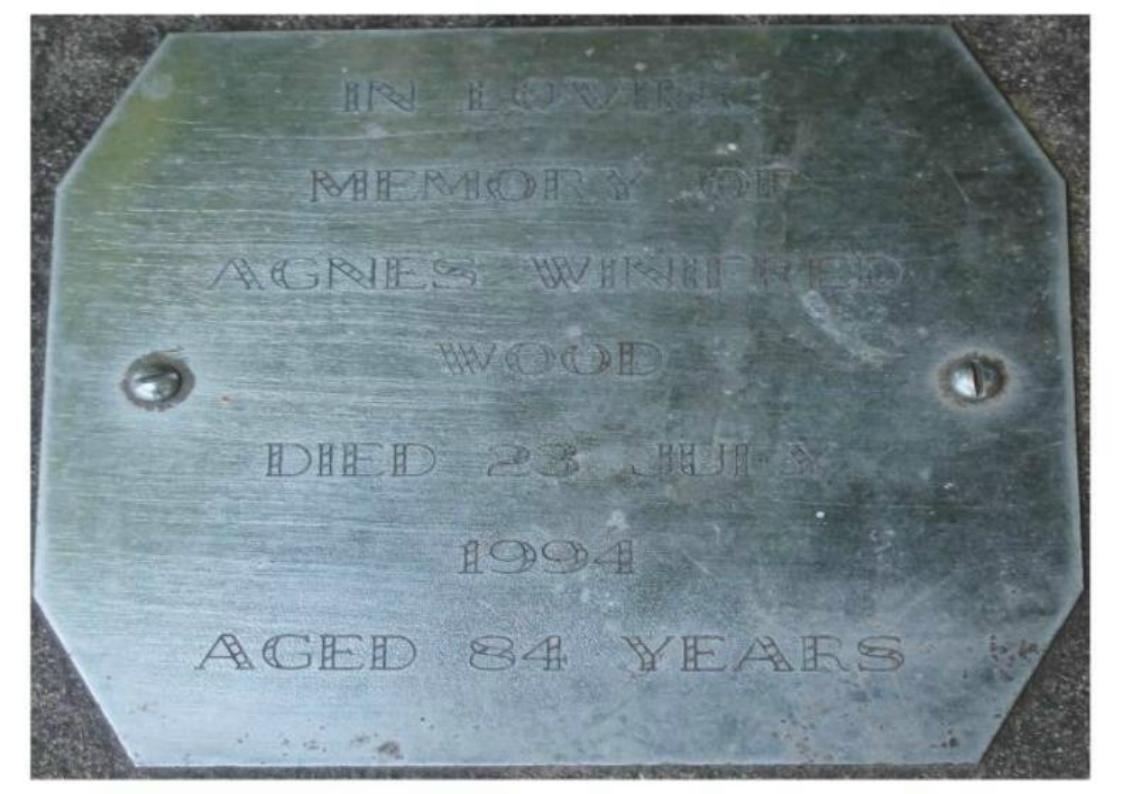 IN LOVING
MEMORY OF
AGNES WINIFRED
WOOD
DIED 23 JULY
1994
AGED 84 YEARS